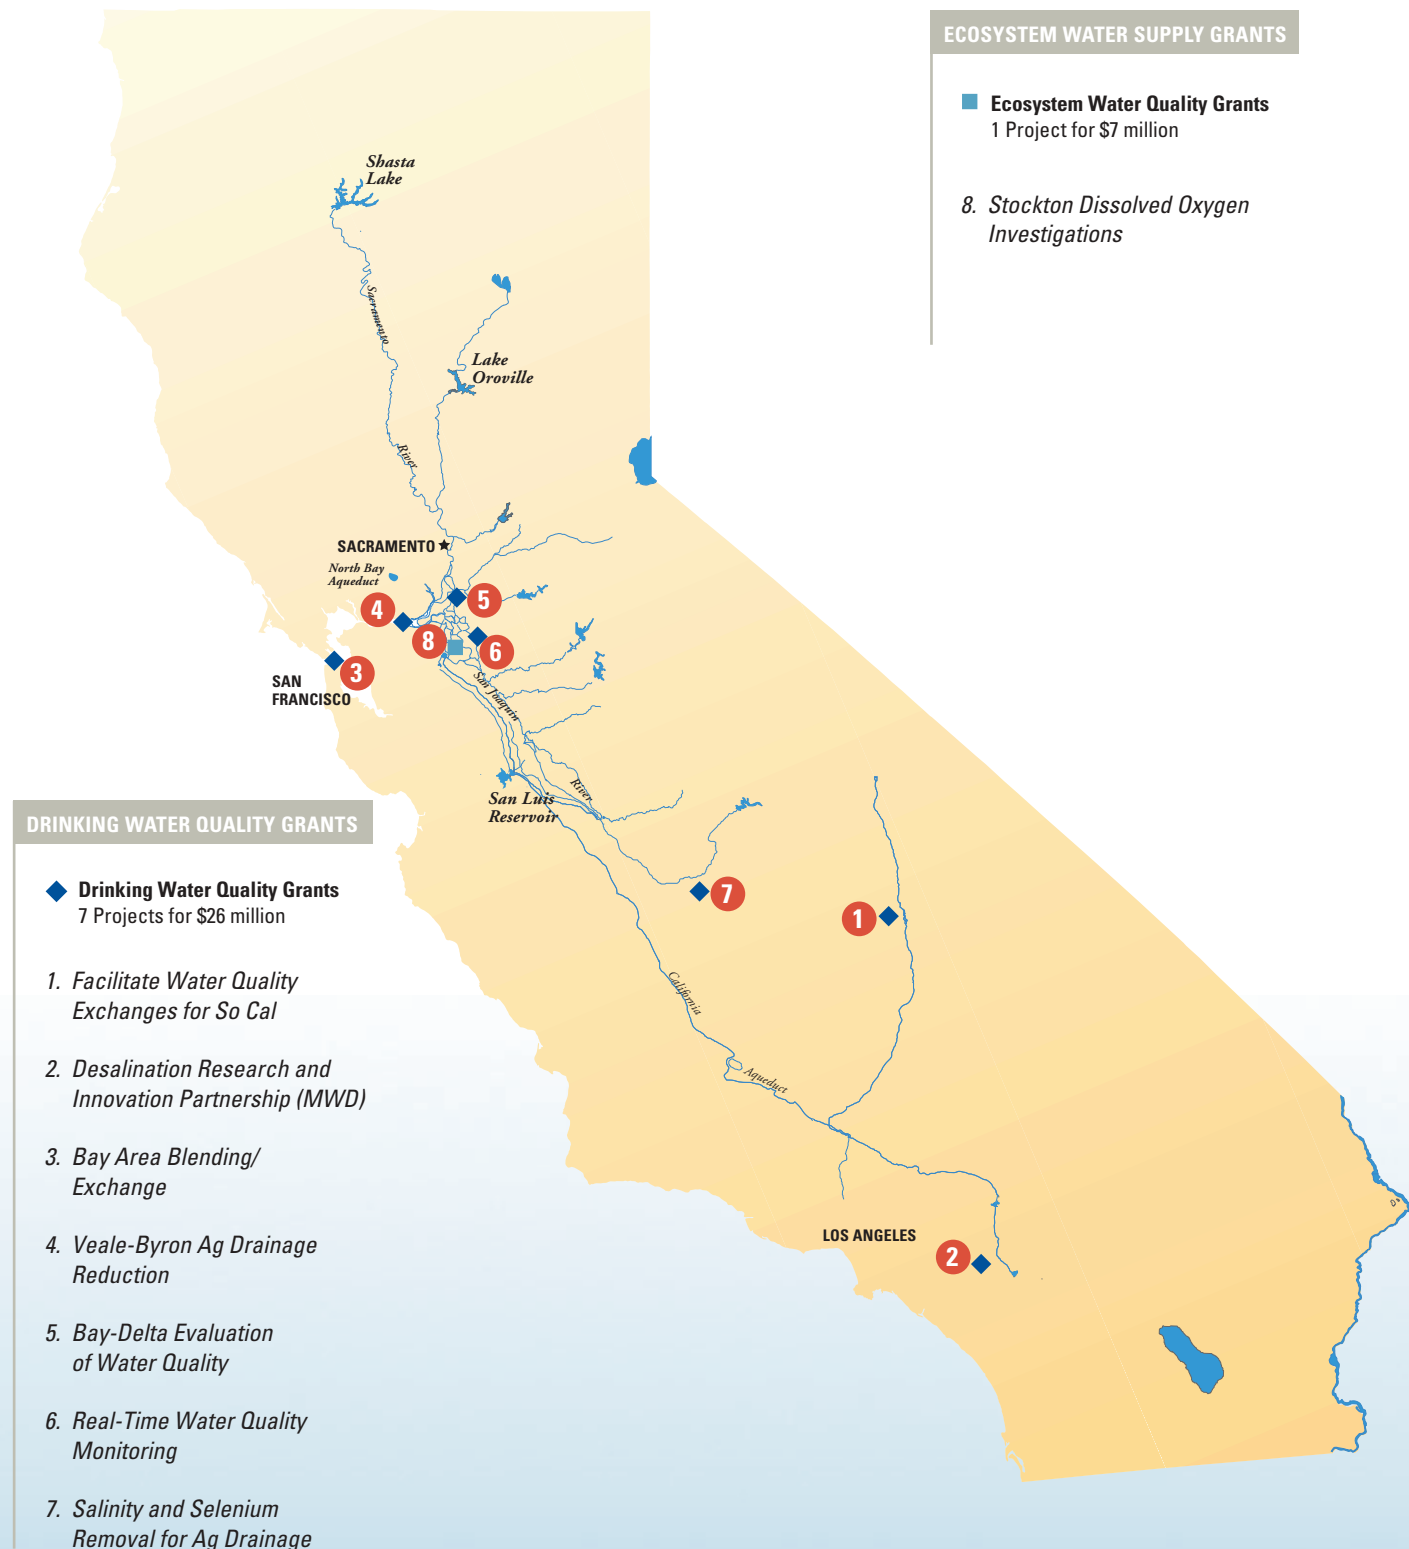 ECOSYSTEM WATER SUPPLY GRANTS
Ecosystem Water Quality Grants
1 Project for $7 million
8. Stockton Dissolved Oxygen
Investigations
Shasta
Lake
Sacramento
River
Lake
Oroville
SACRAMENTO
North Bay
Aqueduct
4
5
8
6
3
SAN
FRANCISCO
San Joaquin
River
San Luis
Reservoir
7
1
California
Aqueduct
LOS ANGELES
2
DRINKING WATER QUALITY GRANTS
Drinking Water Quality Grants
7 Projects for $26 million
1. Facilitate Water Quality
Exchanges for So Cal
2. Desalination Research and
Innovation Partnership (MWD)
3. Bay Area Blending/
Exchange
4. Veale-Byron Ag Drainage
Reduction
5. Bay-Delta Evaluation
of Water Quality
6. Real-Time Water Quality
Monitoring
7. Salinity and Selenium
Removal for Ag Drainage